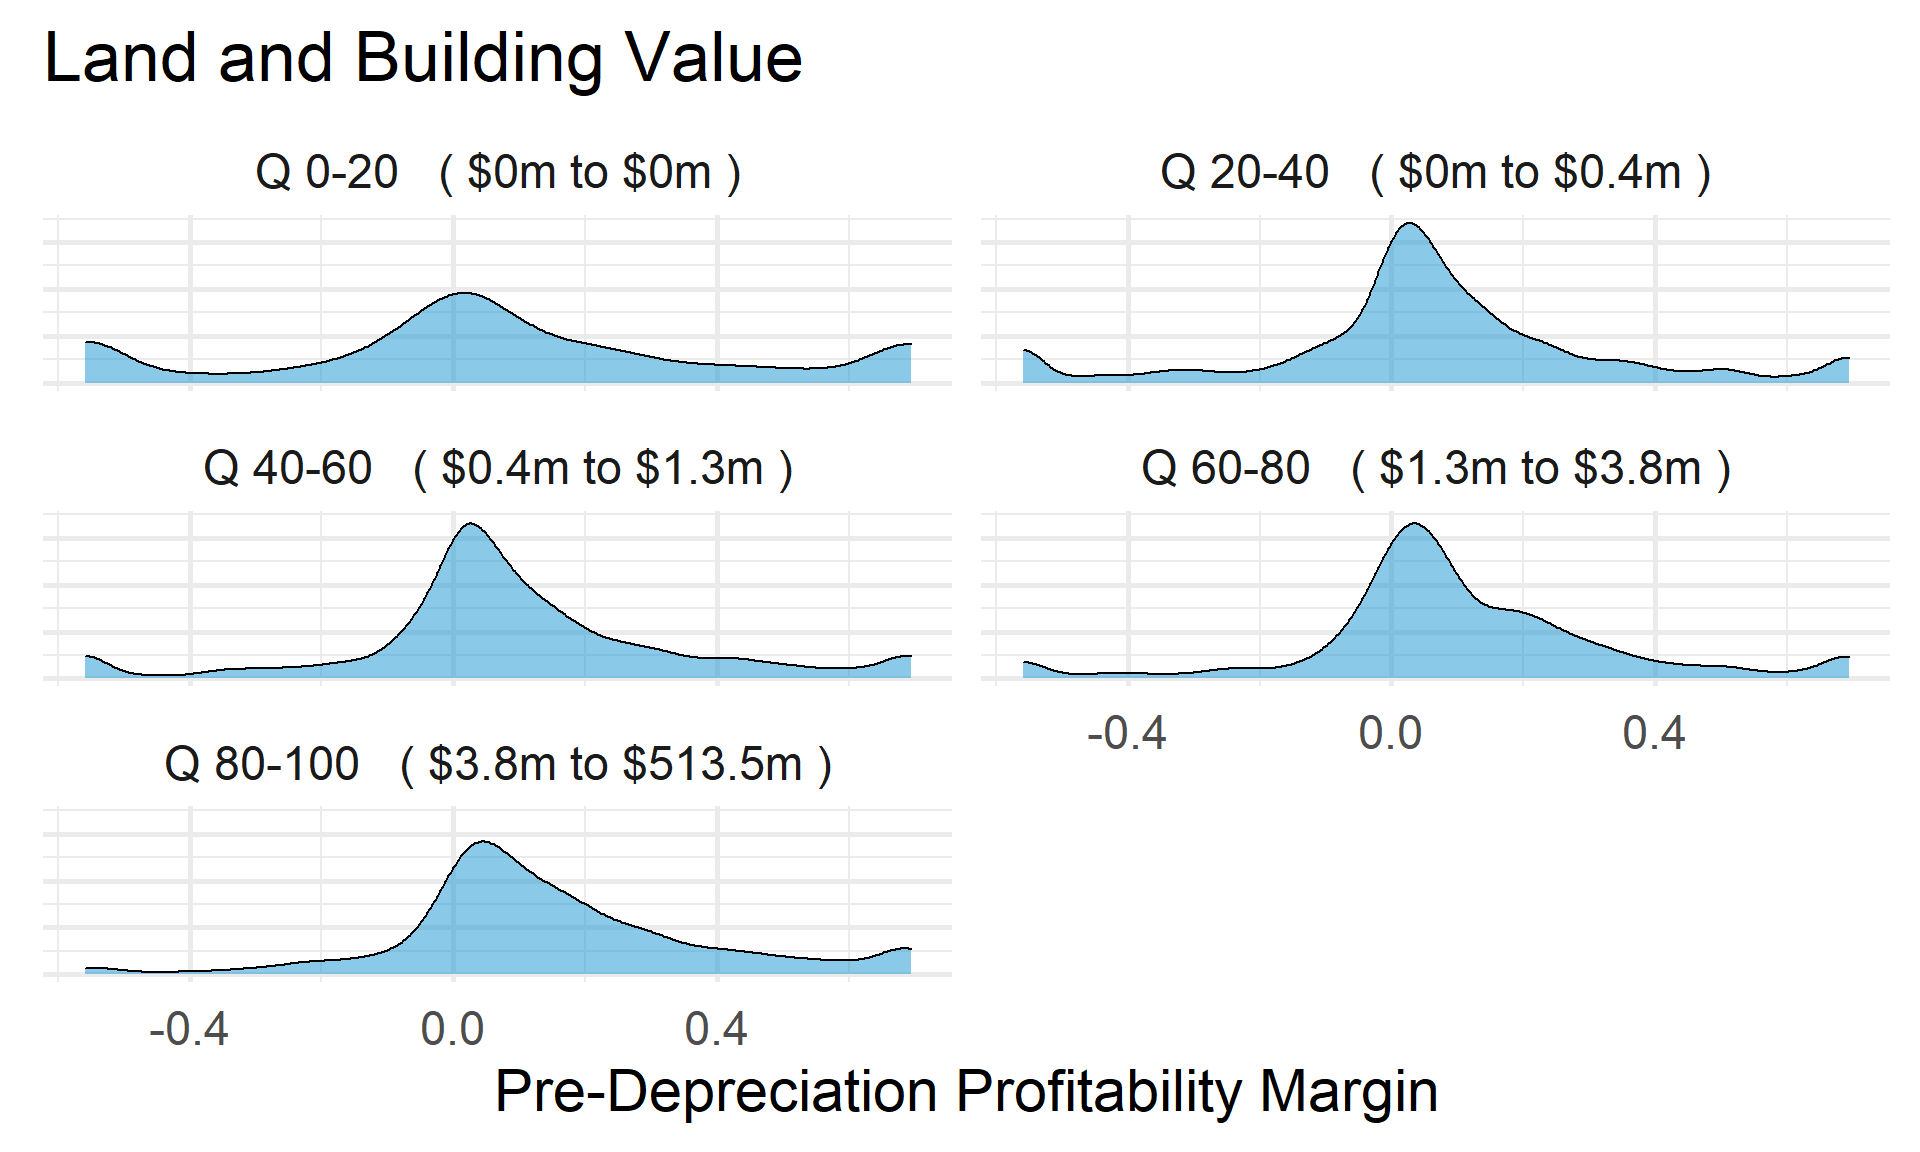 Land and Building Value
Q 0-20 ( $0m to $0m )
Q 20-40 ( $0m to $0.4m )
Q 40-60 ( $0.4m to $1.3m )
Q 60-80 ( $1.3m to $3.8m )
-0.4 0.0 0.4
Q 80-100 ( $3.8m to $513.5m )
-0.4 0.0 0.4
Pre-Depreciation Profitability Margin